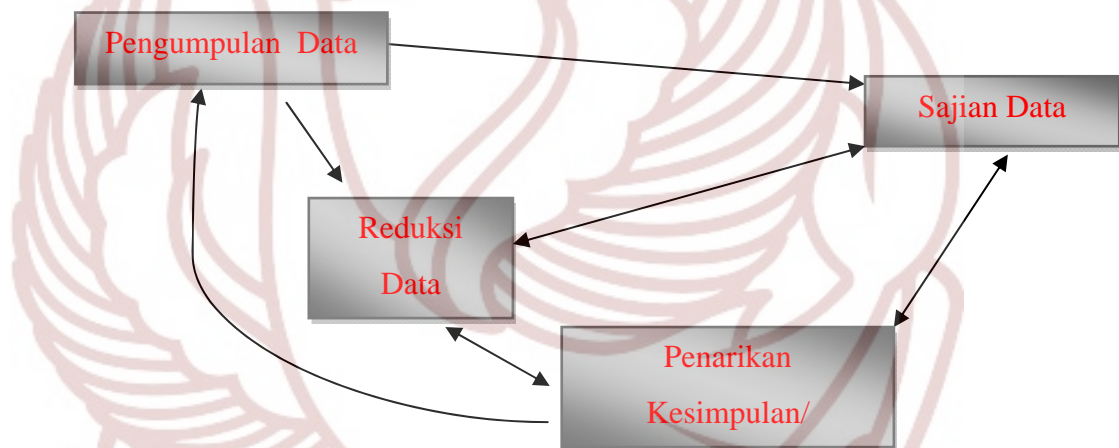 Pengumpulan Data
Sajian Data
Reduksi
Data
Penarikan
Kesimpulan/